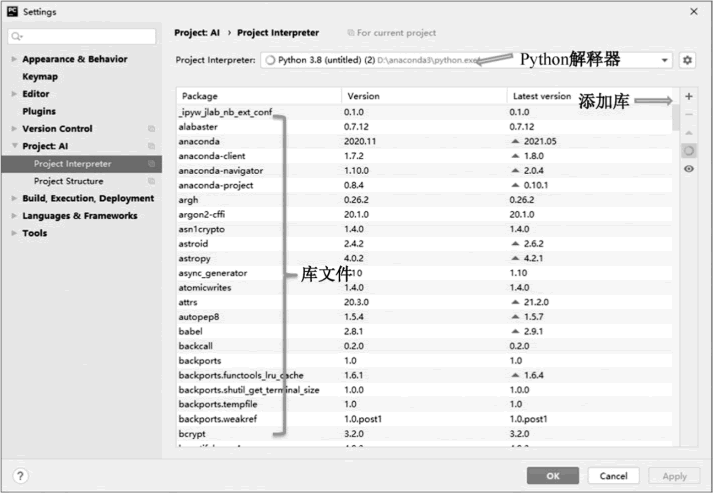 PC Settings
Project: AI › Project Interpreter For current project
Appearance & Behavior
Keymap
Editor
Plugins
Version Control
Project: AI
Project Interpreter
Project Structure
Build, Execution, Deployment
Languages & Frameworks
Tools
Project Interpreter: Python 3.8 (untitled) (2) D:\anaconda3\python.exe Python解释器
添加库
Package Version Latest version
_ipyw_jlab_nb_ext_conf 0.1.0 0.1.0
alabaster 0.7.12 0.7.12
anaconda 2020.11 2021.05
anaconda-client 1.7.2 1.8.0
anaconda-navigator 1.10.0 2.0.4
anaconda-project 0.8.4 0.10.1
argh 0.26.2 0.26.2
argon2-cffi 20.1.0 20.1.0
asn1crypto 1.4.0 1.4.0
astroid 2.4.2 2.6.2
astropy 4.0.2 4.2.1
async_generator 1.10 1.10
库文件
atomicwrites 1.4.0 1.4.0
attrs 20.3.0 21.2.0
autopep8 1.5.4 1.5.7
babel 2.8.1 2.9.1
backcall 0.2.0 0.2.0
backports 1.0 1.0
backports.functools_lru_cache 1.6.1 1.6.4
backports.shutil_get_terminal_size 1.0.0 1.0.0
backports.tempfile 1.0 1.0
backports.weakref 1.0.post1 1.0.post1
bcrypt 3.2.0 3.2.0
? OK Cancel Apply